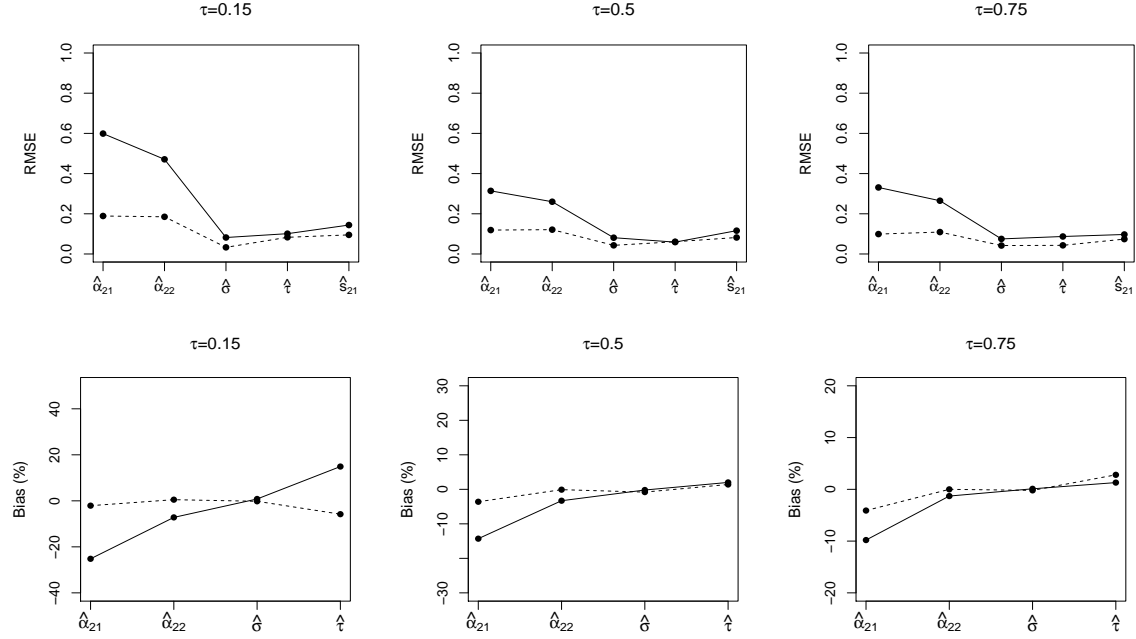 τ=0.15
RMSE
0.0
0.2
0.4
0.6
0.8
1.0
α̂21
α̂22
σ̂
τ̂
ŝ21
τ=0.5
RMSE
0.0
0.2
0.4
0.6
0.8
1.0
α̂21
α̂22
σ̂
τ̂
ŝ21
τ=0.75
RMSE
0.0
0.2
0.4
0.6
0.8
1.0
α̂21
α̂22
σ̂
τ̂
ŝ21
τ=0.15
Bias (%)
−40
−20
0
20
40
α̂21
α̂22
σ̂
τ̂
τ=0.5
Bias (%)
−30
−10
0
10
20
30
α̂21
α̂22
σ̂
τ̂
τ=0.75
Bias (%)
−20
−10
0
10
20
α̂21
α̂22
σ̂
τ̂